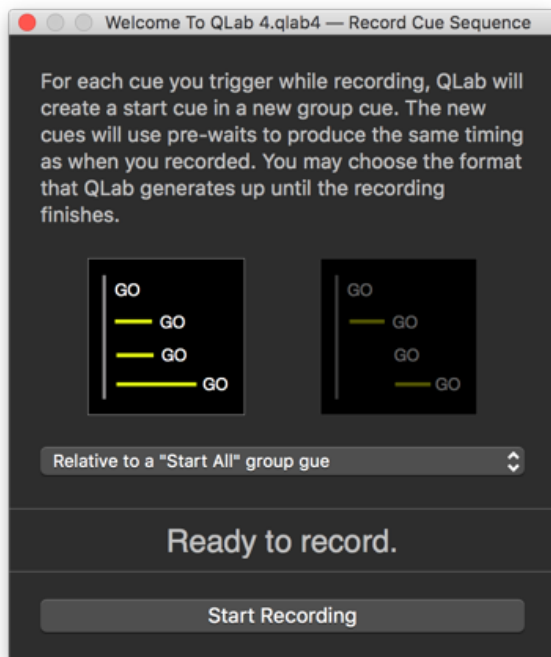 Welcome To QLab 4.qlab4 — Record Cue Sequence
For each cue you trigger while recording, QLab will
create a start cue in a new group cue. The new
cues will use pre-waits to produce the same timing
as when you recorded. You may choose the format
that QLab generates up until the recording
finishes.
GO
GO
GO
GO
GO
GO
GO
GO
Relative to a "Start All" group gue
Ready to record.
Start Recording